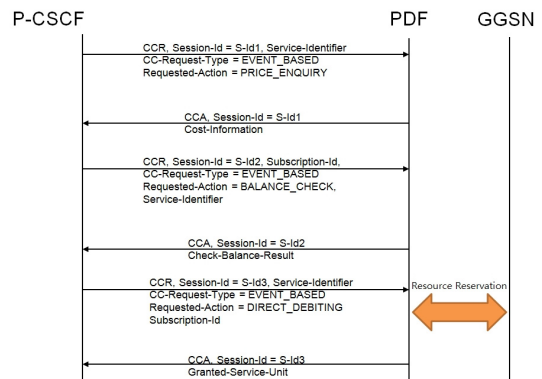 P-CSCF PDF GGSN
CCR, Session-Id = S-Id1, Service-Identifier
CC-Request-Type = EVENT_BASED
Requested-Action = PRICE_ENQUIRY
CCA, Session-Id = S-Id1
Cost-Information
CCR, Session-Id = S-Id2, Subscription-Id,
CC-Request-Type = EVENT_BASED
Requested-Action = BALANCE_CHECK,
Service-Identifier
CCA, Session-Id = S-Id2
Check-Balance-Result
CCR, Session-Id = S-Id3, Service-Identifier
CC-Request-Type = EVENT_BASED
Requested-Action = DIRECT_DEBITING
Subscription-Id
Resource Reservation
CCA, Session-Id = S-Id3
Granted-Service-Unit